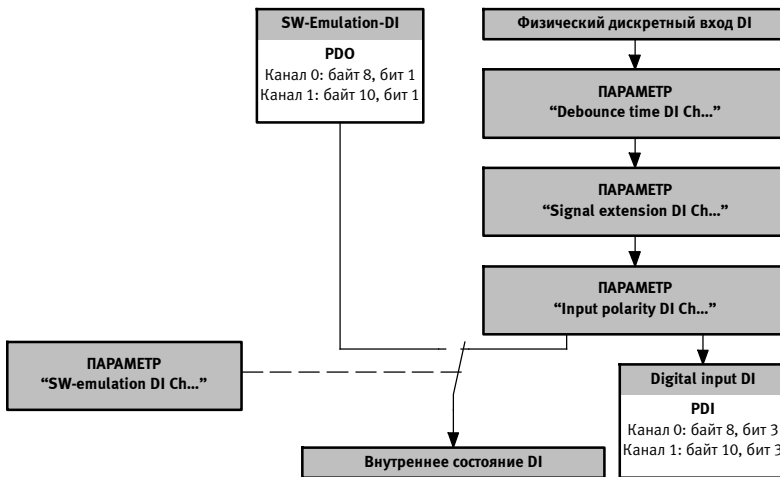 SW-Emulation-DI
PDO
Канал 0: байт 8, бит 1
Канал 1: байт 10, бит 1
Физический дискретный вход DI
ПАРАМЕТР
“Debounce time DI Ch...”
ПАРАМЕТР
“Signal extension DI Ch...”
ПАРАМЕТР
“Input polarity DI Ch...”
ПАРАМЕТР
“SW-emulation DI Ch...”
Digital input DI
PDI
Канал 0: байт 8, бит 3
Канал 1: байт 10, бит 3
Внутреннее состояние DI